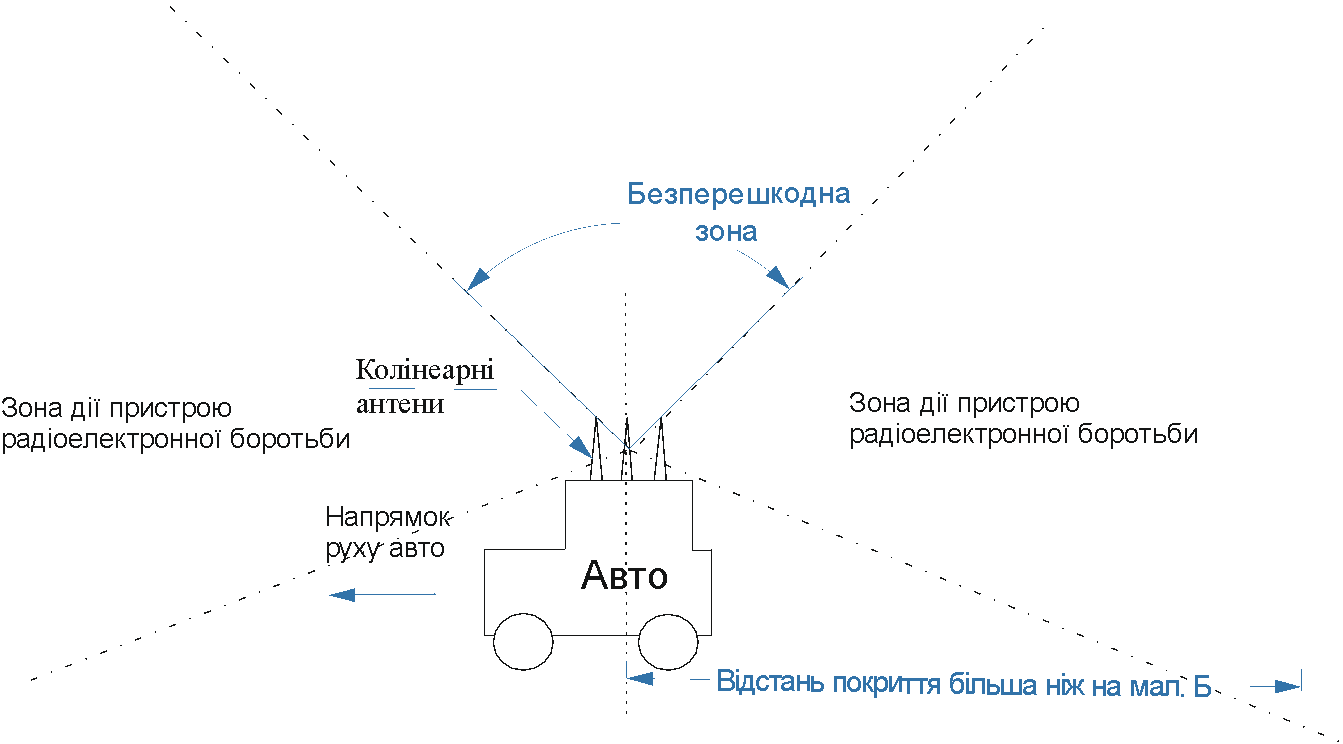 Безперешкодна
зона
Колінеарні
антени
Зона дії пристрою
радіоелектронної боротьби
Зона дії пристрою
радіоелектронної боротьби
Напрямок
руху авто
Авто
Відстань покриття більша ніж на мал. Б